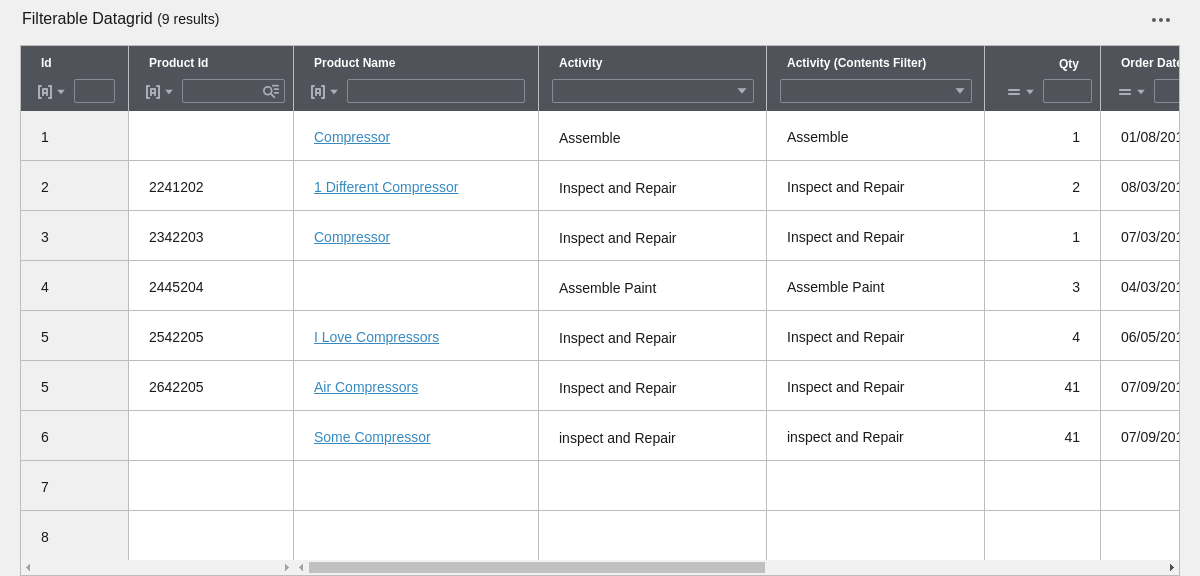 Filterable Datagrid (9 results)
Id Product Id Product Name Activity Activity (Contents Filter) Qty Order Date
1 Compressor Assemble Assemble 1 01/08/201
2 2241202 1 Different Compressor Inspect and Repair Inspect and Repair 2 08/03/201
3 2342203 Compressor Inspect and Repair Inspect and Repair 1 07/03/201
4 2445204 Assemble Paint Assemble Paint 3 04/03/201
5 2542205 I Love Compressors Inspect and Repair Inspect and Repair 4 06/05/201
5 2642205 Air Compressors Inspect and Repair Inspect and Repair 41 07/09/201
6 Some Compressor inspect and Repair inspect and Repair 41 07/09/201
7
8